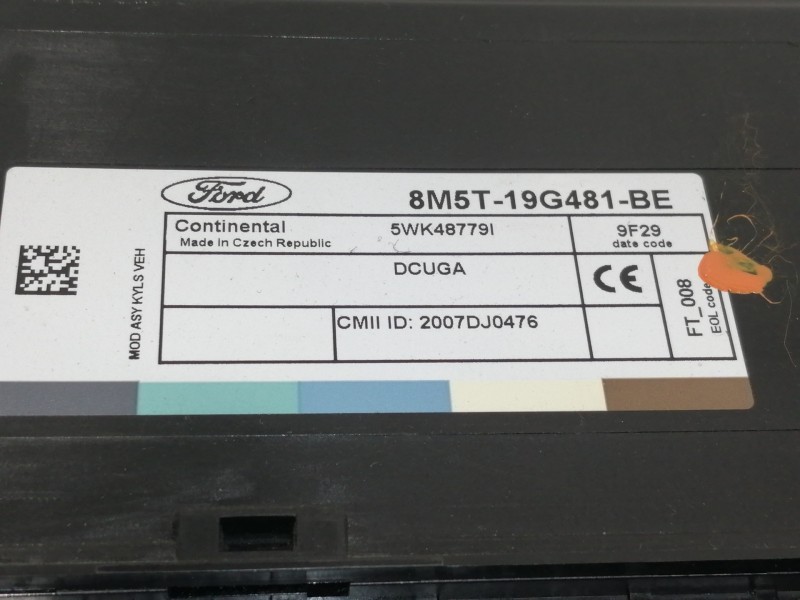 Ford
8M5T-19G481-BE
Continental
5WK48779I
9F29
Made in Czech Republic
date code
DCUGA
CE
CMII ID: 2007DJ0476
MOD ASY KYLS VEH
FT_008
EOL code